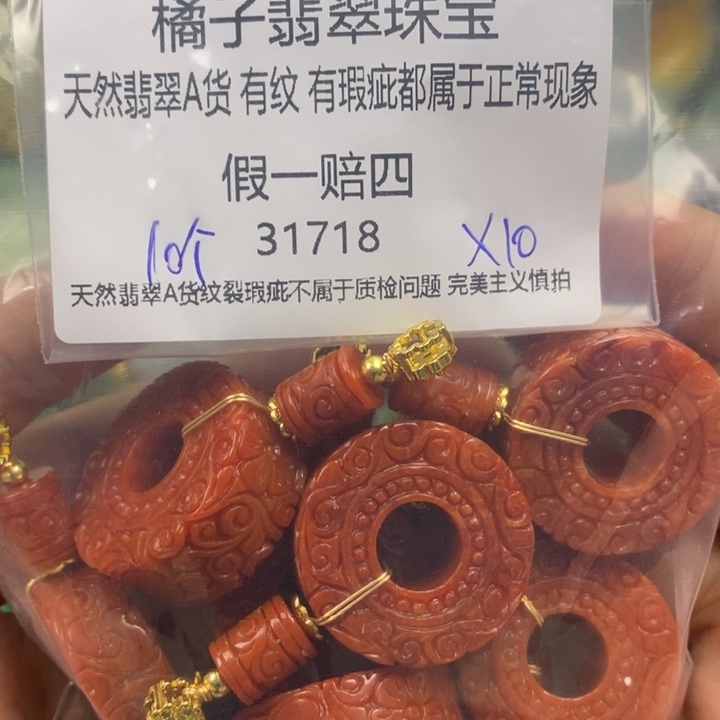 橘子翡翠珠宝
天然翡翠A货 有纹 有瑕疵都属于正常现象
假一赔四
31718
X10
天然翡翠A货纹裂瑕疵不属于质检问题 完美主义慎拍